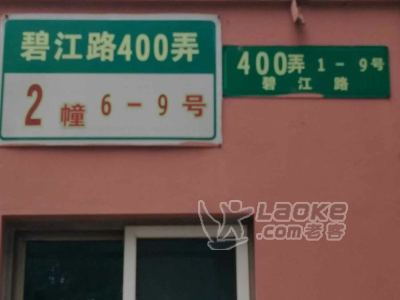 碧江路400弄
2幢 6-9号
400弄 1-9号
碧江路
LAOKE
.com老客